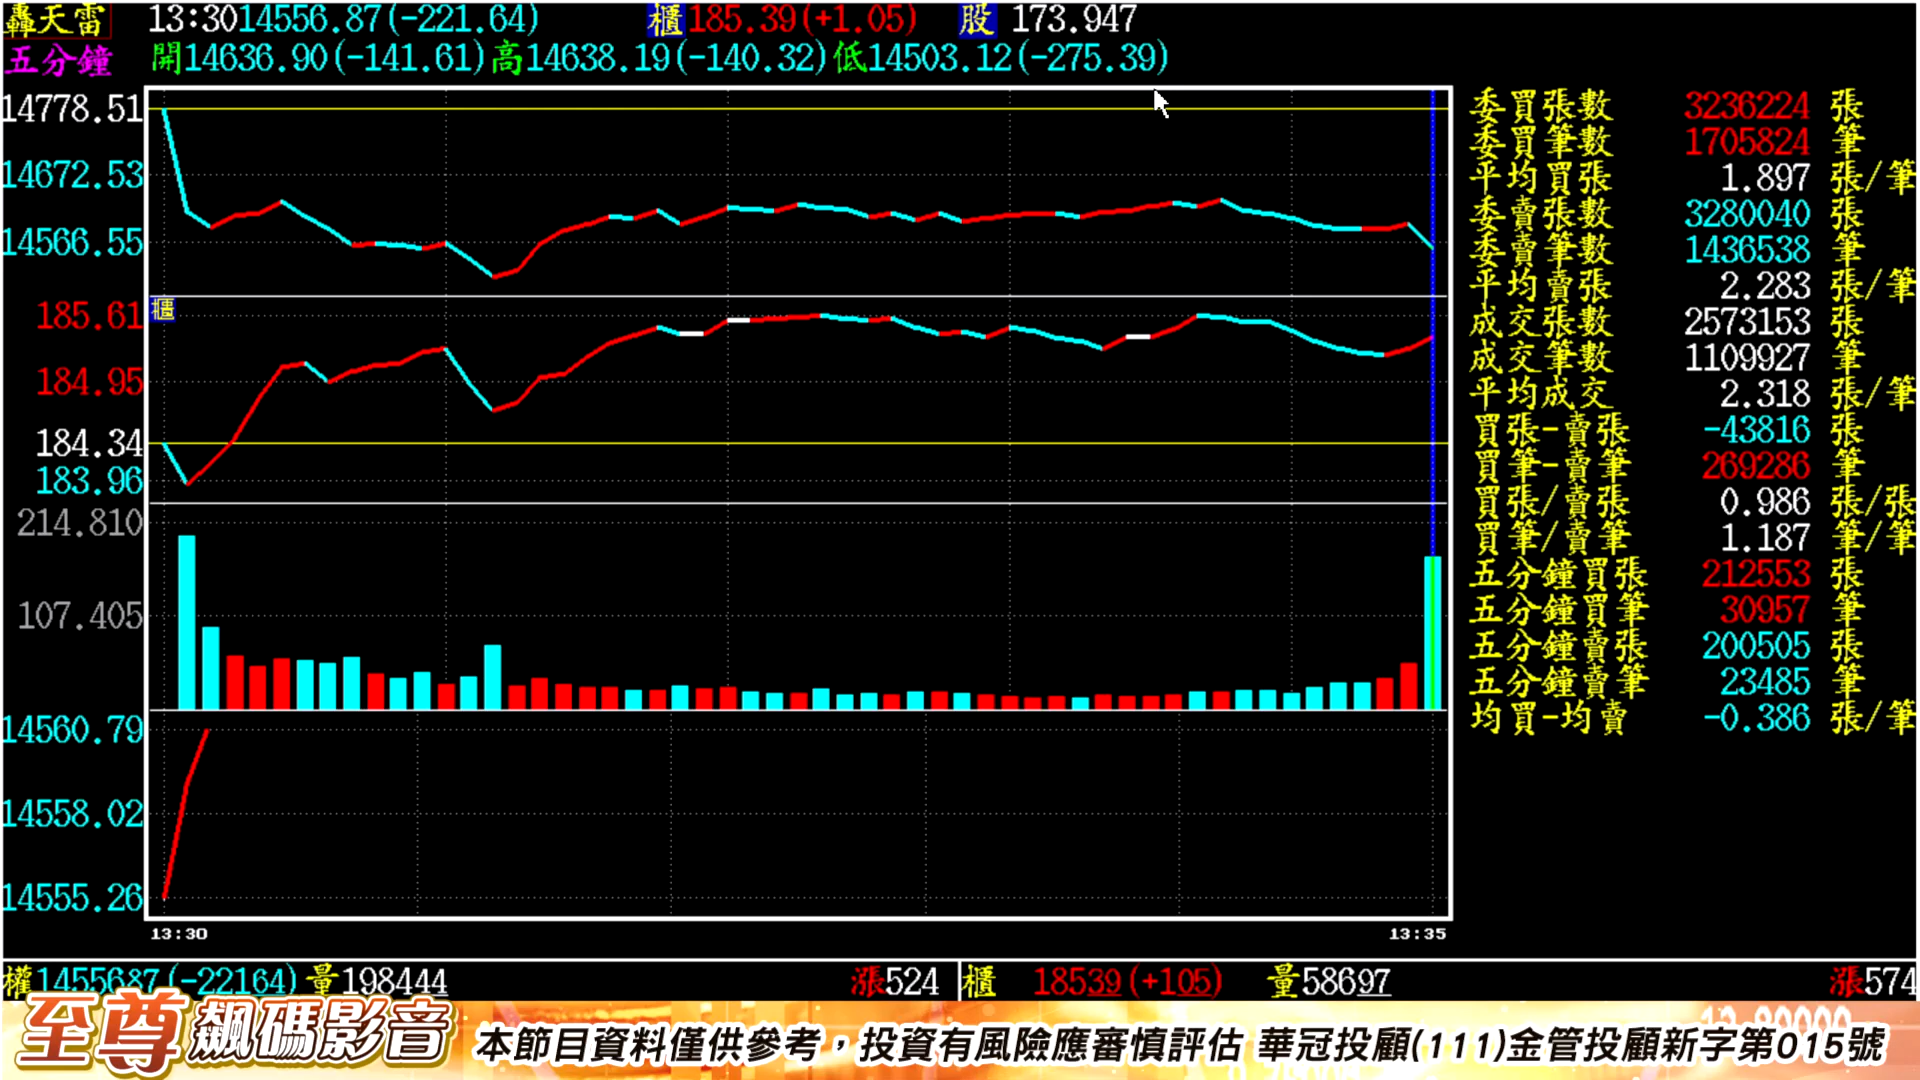 轟天雷 13:30 14556.87(-221.64) 櫃 185.39(+1.05) 股 173.947
五分鐘 開14636.90(-141.61)高14638.19(-140.32)低14503.12(-275.39)
14778.51
14672.53
14566.55
櫃
185.61
184.95
184.34
183.96
214.810
107.405
14560.79
14558.02
14555.26
13:30 13:35
委買張數 3236224 張
委買筆數 1705824 筆
平均買張 1.897 張/筆
委賣張數 3280040 張
委賣筆數 1436538 筆
平均賣張 2.283 張/筆
成交張數 2573153 張
成交筆數 1109927 筆
平均成交 2.318 張/筆
買張-賣張 -43816 張
買筆-賣筆 269286 筆
買張/賣張 0.986 張/張
買筆/賣筆 1.187 筆/筆
五分鐘買張 212553 張
五分鐘買筆 30957 筆
五分鐘賣張 200505 張
五分鐘賣筆 23485 筆
均買-均賣 -0.386 張/筆
權1455687(-22164) 量198444 漲524 櫃 18539(+105) 量58697 漲574
至尊飆碼影音 本節目資料僅供參考，投資有風險應審慎評估 華冠投顧(111)金管投顧新字第015號